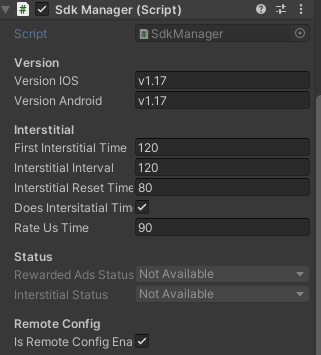 Sdk Manager (Script)
Script SdkManager
Version
Version IOS v1.17
Version Android v1.17
Interstitial
First Interstitial Time 120
Interstitial Interval 120
Interstitial Reset Time 80
Does Intersitatial Tim
Rate Us Time 90
Status
Rewarded Ads Status Not Available
Interstitial Status Not Available
Remote Config
Is Remote Config Ena